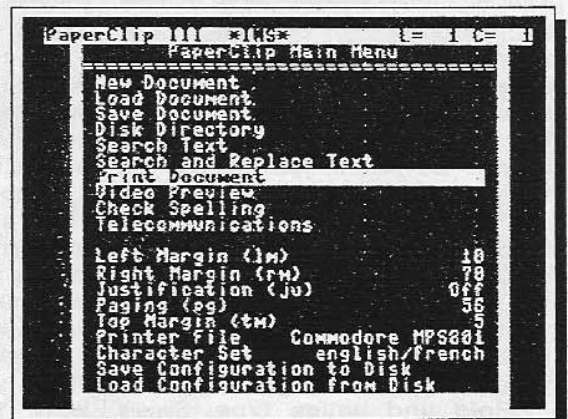 PaperClip III *INS* L= 1 C= 1
PaperClip Main Menu
New Document
Load Document
Save Document
Disk Directory
Search Text
Search and Replace Text
Print Document
Video Preview
Check Spelling
Telecommunications
Left Margin (lm) 10
Right Margin (rm) 70
Justification (ju) Off
Paging (pg) 56
Top Margin (tm) 5
Printer File Commodore MPS801
Character Set english/french
Save Configuration to Disk
Load Configuration from Disk